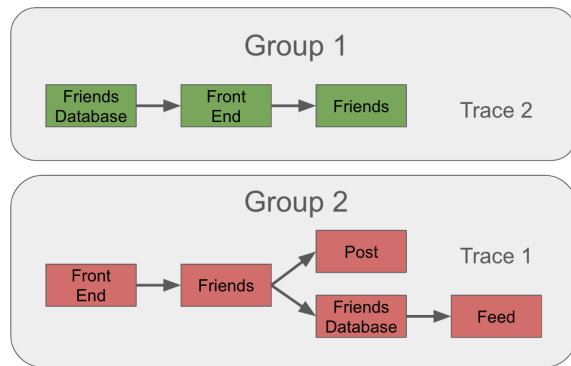 Group 1
Friends
Database
Front
End
Friends
Trace 2
Group 2
Front
End
Friends
Post
Friends
Database
Feed
Trace 1